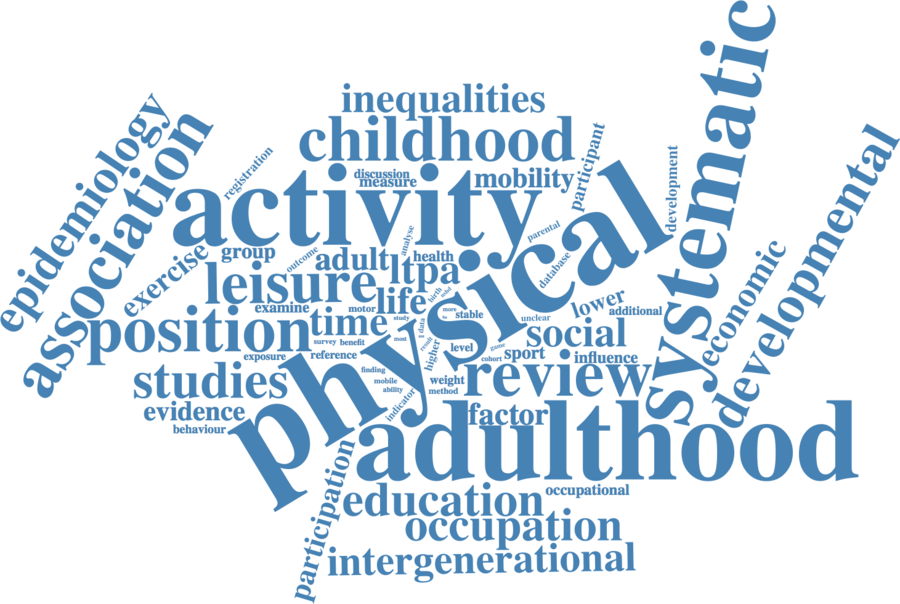 systematic
inequalities
childhood
epidemiology
association
registration
participant
development
developmental
discussion
measure
mobility
activity
physical
exercise
group
outcome
adult
analyse
health
parental
database
economic
leisure
ltpa
life
birth
examine
motor
more
stable
lower
additional
unclear
position
time
study
data
social
survey
benefit
most
result
higher
level
game
cohort
sport
influence
exposure
reference
finding
mobile
ability
weight
method
review
studies
evidence
indicator
factor
behaviour
adulthood
participation
education
occupational
occupation
intergenerational